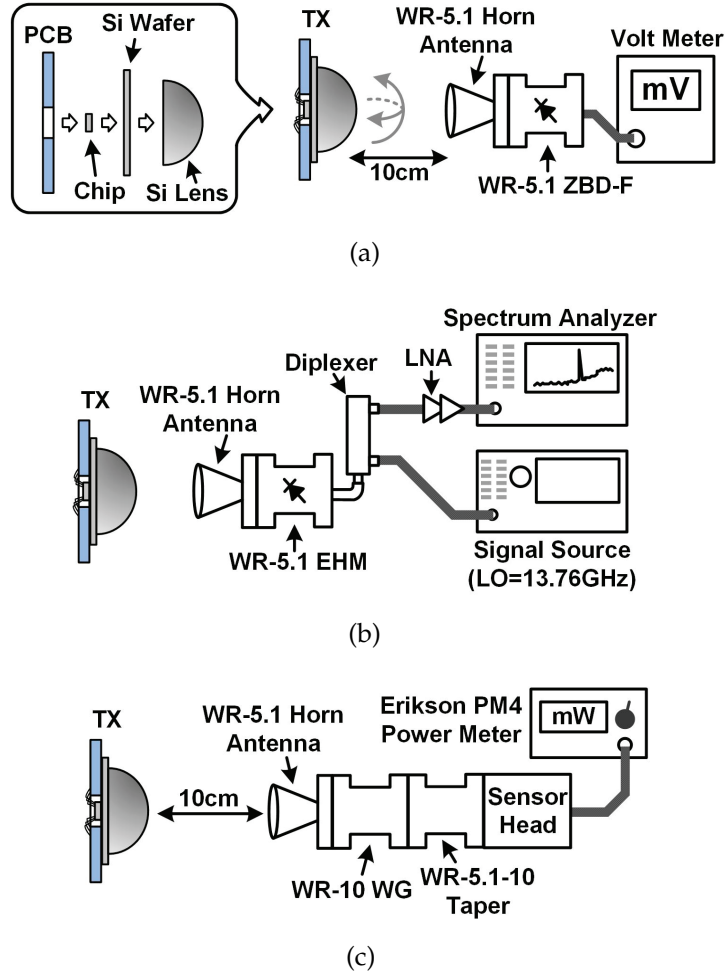 PCB
Si Wafer
Chip
Si Lens
TX
WR-5.1 Horn
Antenna
10cm
WR-5.1 ZBD-F
Volt Meter
mV
(a)
TX
WR-5.1 Horn
Antenna
WR-5.1 EHM
Diplexer
LNA
Spectrum Analyzer
Signal Source
(LO=13.76GHz)
(b)
TX
10cm
WR-5.1 Horn
Antenna
WR-10 WG
WR-5.1-10
Taper
Sensor
Head
Erikson PM4
Power Meter
mW
(c)